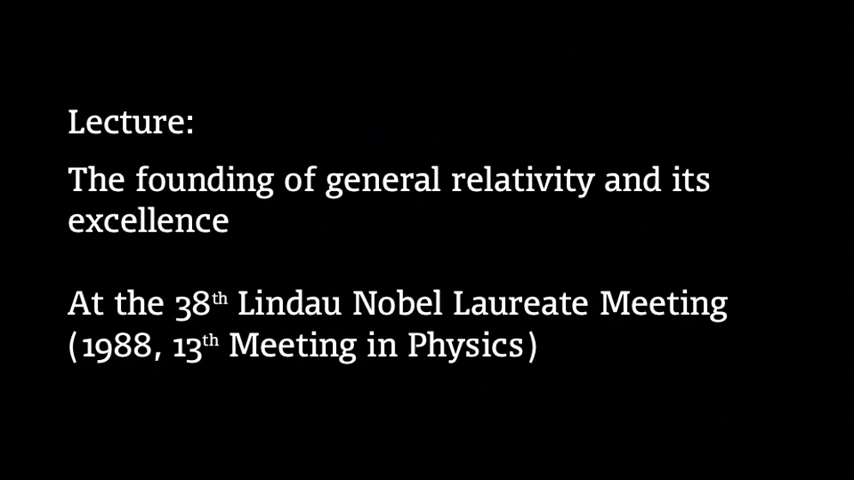 Lecture:
The founding of general relativity and its
excellence
At the 38th Lindau Nobel Laureate Meeting
(1988, 13th Meeting in Physics)